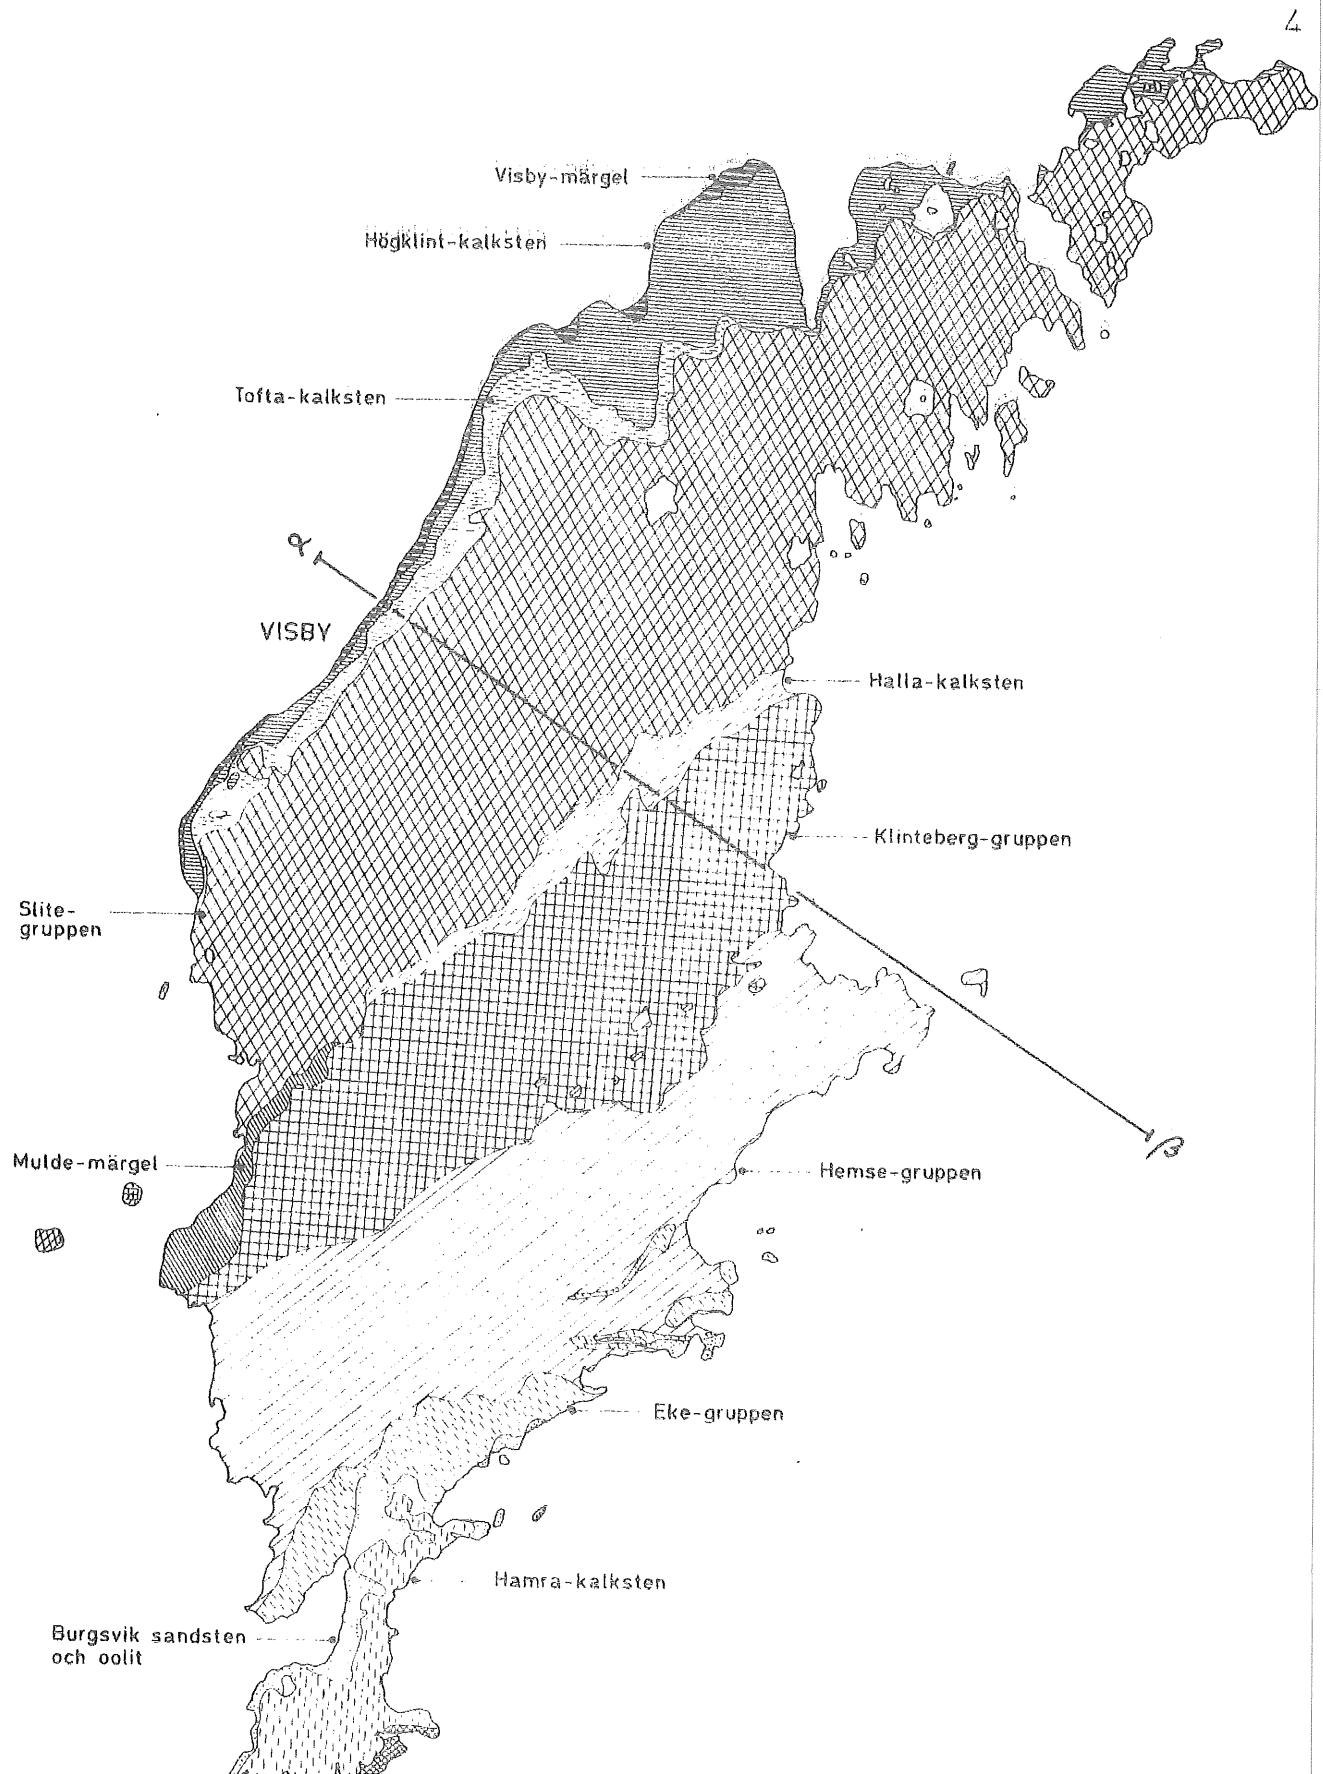 4
Visby-märgel
Högklint-kalksten
Tofta-kalksten
α
VISBY
Halla-kalksten
Klinteberg-gruppen
Slite-
gruppen
β
Mulde-märgel
Hemse-gruppen
Eke-gruppen
Hamra-kalksten
Burgsvik sandsten
och oolit